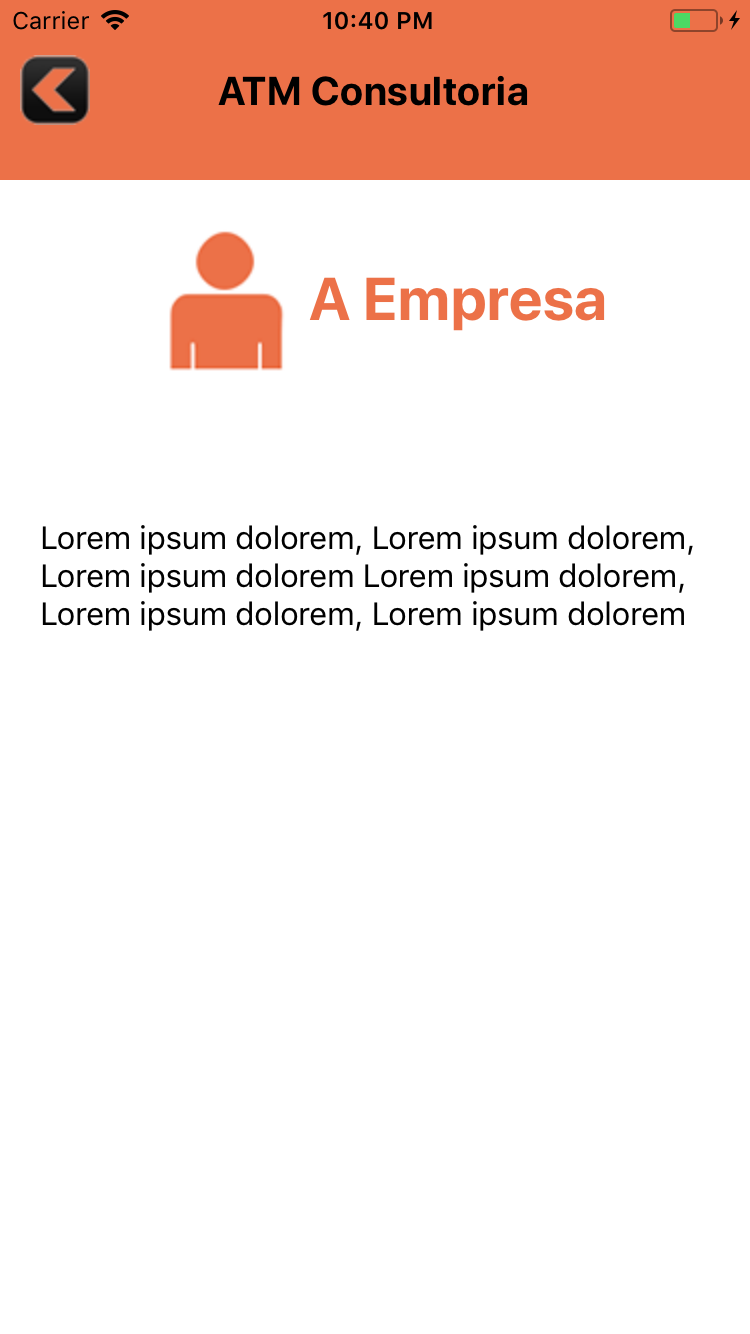 Carrier 10:40 PM
ATM Consultoria
A Empresa
Lorem ipsum dolorem, Lorem ipsum dolorem,
Lorem ipsum dolorem Lorem ipsum dolorem,
Lorem ipsum dolorem, Lorem ipsum dolorem